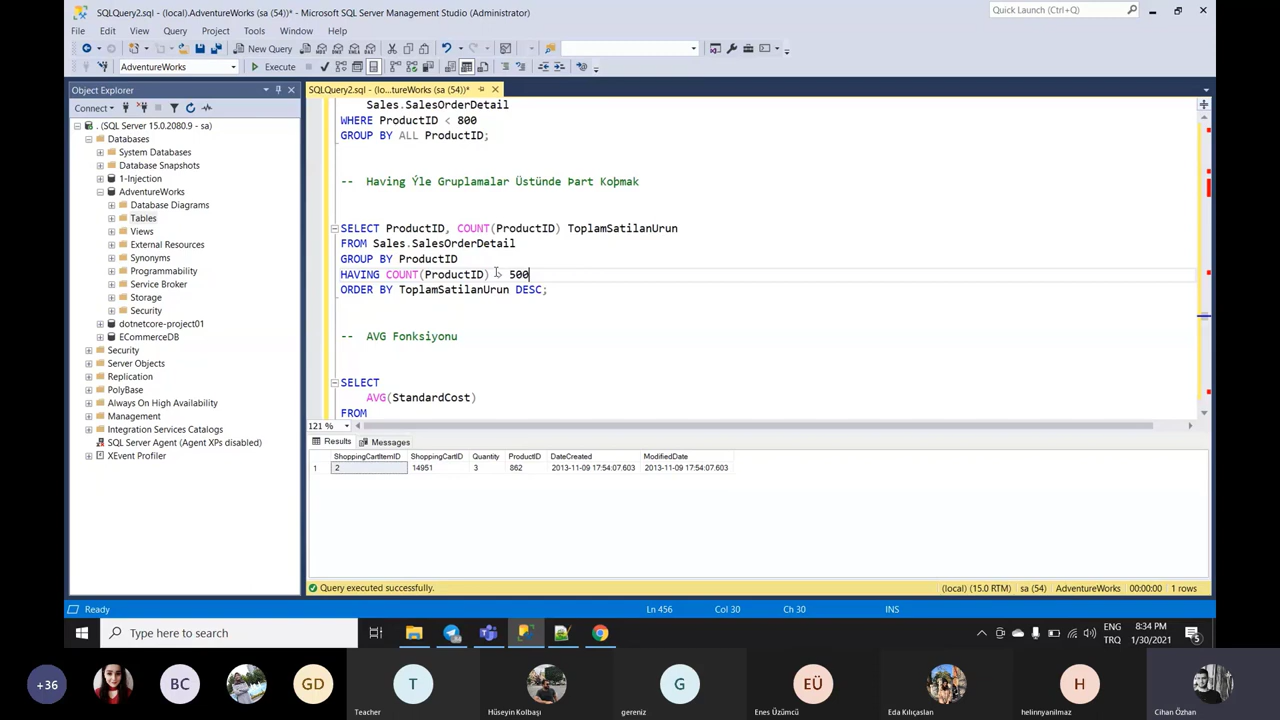 SQLQuery2.sql - (local).AdventureWorks (sa (54))* - Microsoft SQL Server Management Studio (Administrator)
Quick Launch (Ctrl+Q)
File Edit View Query Project Tools Window Help
New Query
AdventureWorks Execute
Object Explorer
Connect
. (SQL Server 15.0.2080.9 - sa)
Databases
System Databases
Database Snapshots
1-Injection
AdventureWorks
Database Diagrams
Tables
Views
External Resources
Synonyms
Programmability
Service Broker
Storage
Security
dotnetcore-project01
ECommerceDB
Security
Server Objects
Replication
PolyBase
Always On High Availability
Management
Integration Services Catalogs
SQL Server Agent (Agent XPs disabled)
XEvent Profiler
SQLQuery2.sql - (lo...tureWorks (sa (54))*
Sales.SalesOrderDetail
WHERE ProductID < 800
GROUP BY ALL ProductID;
-- Having Ýle Gruplamalar Üstünde Þart Koþmak
SELECT ProductID, COUNT(ProductID) ToplamSatilanUrun
FROM Sales.SalesOrderDetail
GROUP BY ProductID
HAVING COUNT(ProductID) > 500
ORDER BY ToplamSatilanUrun DESC;
-- AVG Fonksiyonu
SELECT
AVG(StandardCost)
FROM
121 %
Results Messages
ShoppingCartItemID ShoppingCartID Quantity ProductID DateCreated ModifiedDate
1 2 14951 3 862 2013-11-09 17:54:07.603 2013-11-09 17:54:07.603
Query executed successfully. (local) (15.0 RTM) sa (54) AdventureWorks 00:00:00 1 rows
Ready Ln 456 Col 30 Ch 30 INS
Type here to search
ENG
TRQ
8:34 PM
1/30/2021
5
+36 BC GD T G EÜ H
Teacher Hüseyin Kolbaşı gereniz Enes Üzümcü Eda Kılıçaslan helinnyanilmaz Cihan Özhan